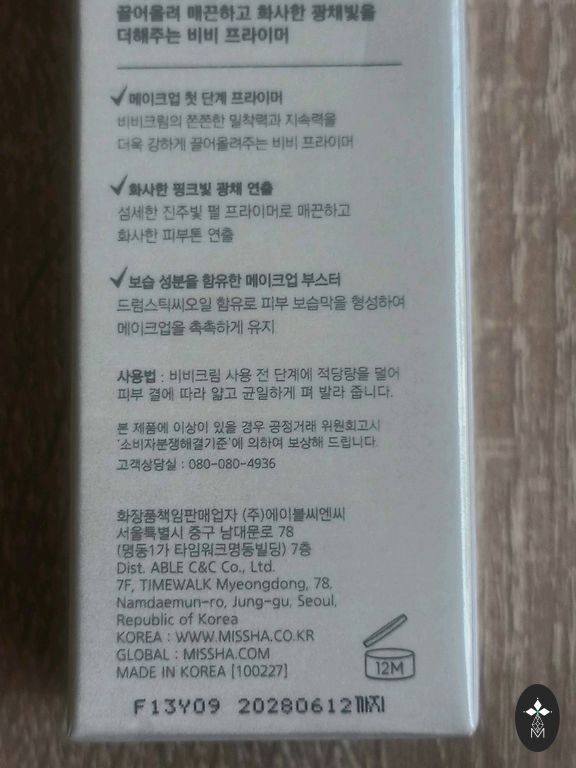 끌어올려 매끈하고 화사한 광채빛을
더해주는 비비 프라이머
메이크업 첫 단계 프라이머
비비크림의 쫀쫀한 밀착력과 지속력을
더욱 강하게 끌어올려주는 비비 프라이머
화사한 핑크빛 광채 연출
섬세한 진주빛 펄 프라이머로 매끈하고
화사한 피부톤 연출
보습 성분을 함유한 메이크업 부스터
드럼스틱씨오일 함유로 피부 보습막을 형성하여
메이크업을 촉촉하게 유지
사용법 : 비비크림 사용 전 단계에 적당량을 덜어
피부 결에 따라 얇고 균일하게 펴 발라 줍니다.
본 제품에 이상이 있을 경우 공정거래 위원회고시
'소비자분쟁해결기준'에 의하여 보상해 드립니다.
고객상담실 : 080-080-4936
화장품책임판매업자 (주)에이블씨엔씨
서울특별시 중구 남대문로 78
(명동1가 타임워크명동빌딩) 7층
Dist. ABLE C&C Co., Ltd.
7F, TIMEWALK Myeongdong, 78,
Namdaemun-ro, Jung-gu, Seoul,
Republic of Korea
KOREA : WWW.MISSHA.CO.KR
GLOBAL : MISSHA.COM
MADE IN KOREA [100227]
12M
F13Y09 20280612까지